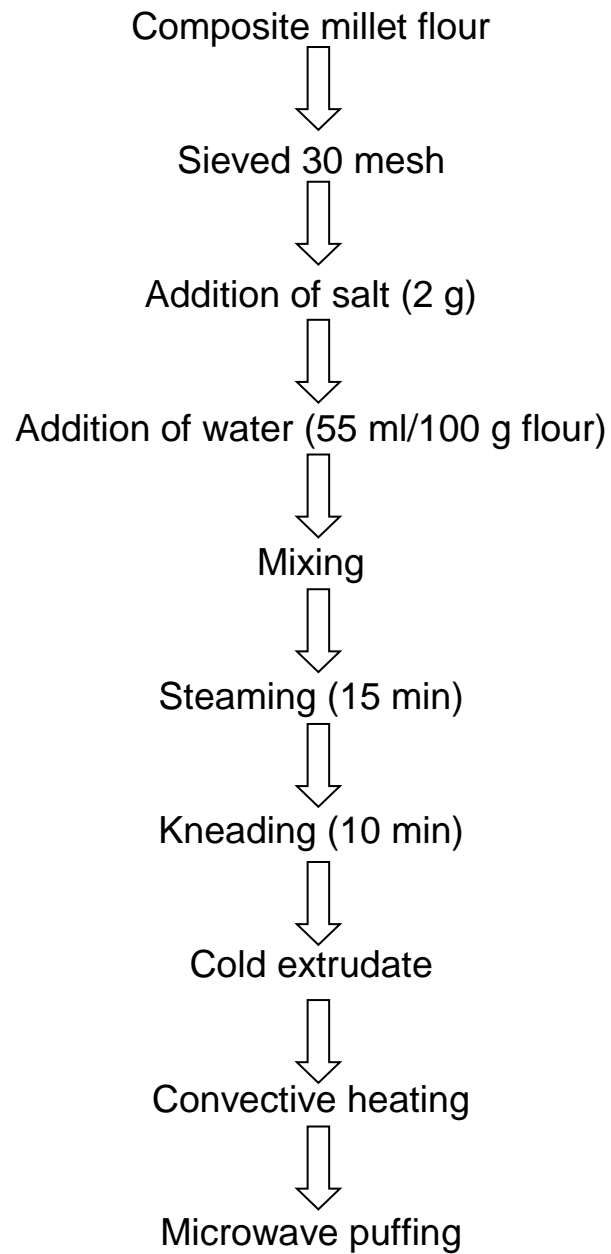 Composite millet flour
Sieved 30 mesh
Addition of salt (2 g)
Addition of water (55 ml/100 g flour)
Mixing
Steaming (15 min)
Kneading (10 min)
Cold extrudate
Convective heating
Microwave puffing